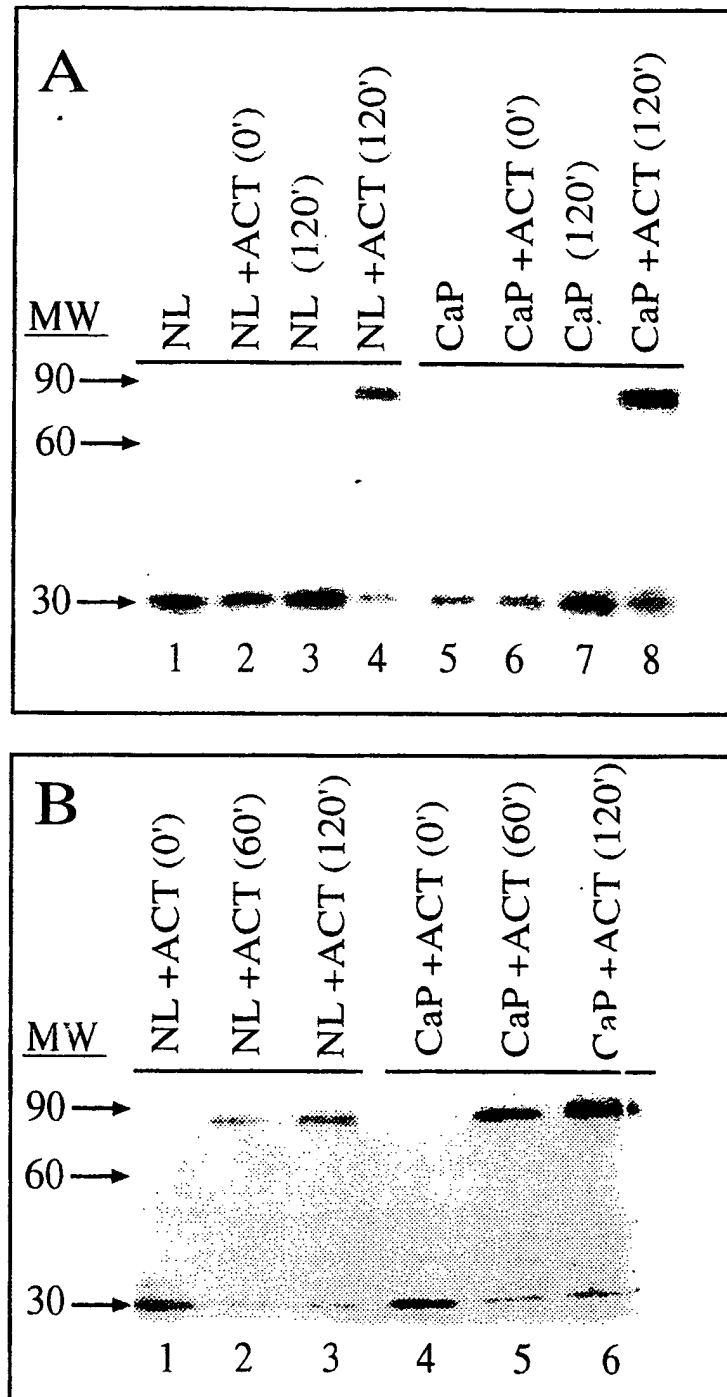 A
NL
NL +ACT (0')
NL (120')
NL +ACT (120')
CaP
CaP +ACT (0')
CaP (120')
CaP +ACT (120')
MW
90
60
30
1 2 3 4 5 6 7 8
B
NL +ACT (0')
NL +ACT (60')
NL +ACT (120')
CaP +ACT (0')
CaP +ACT (60')
CaP +ACT (120')
MW
90
60
30
1 2 3 4 5 6